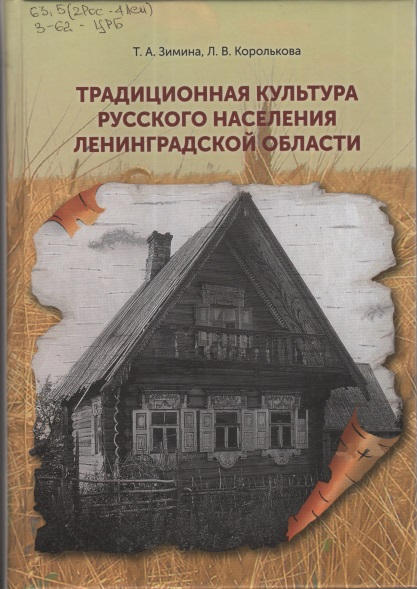 63.5(2Рос-4Лен)
З-62 - ЦРБ
Т. А. Зимина, Л. В. Королькова
ТРАДИЦИОННАЯ КУЛЬТУРА
РУССКОГО НАСЕЛЕНИЯ
ЛЕНИНГРАДСКОЙ ОБЛАСТИ